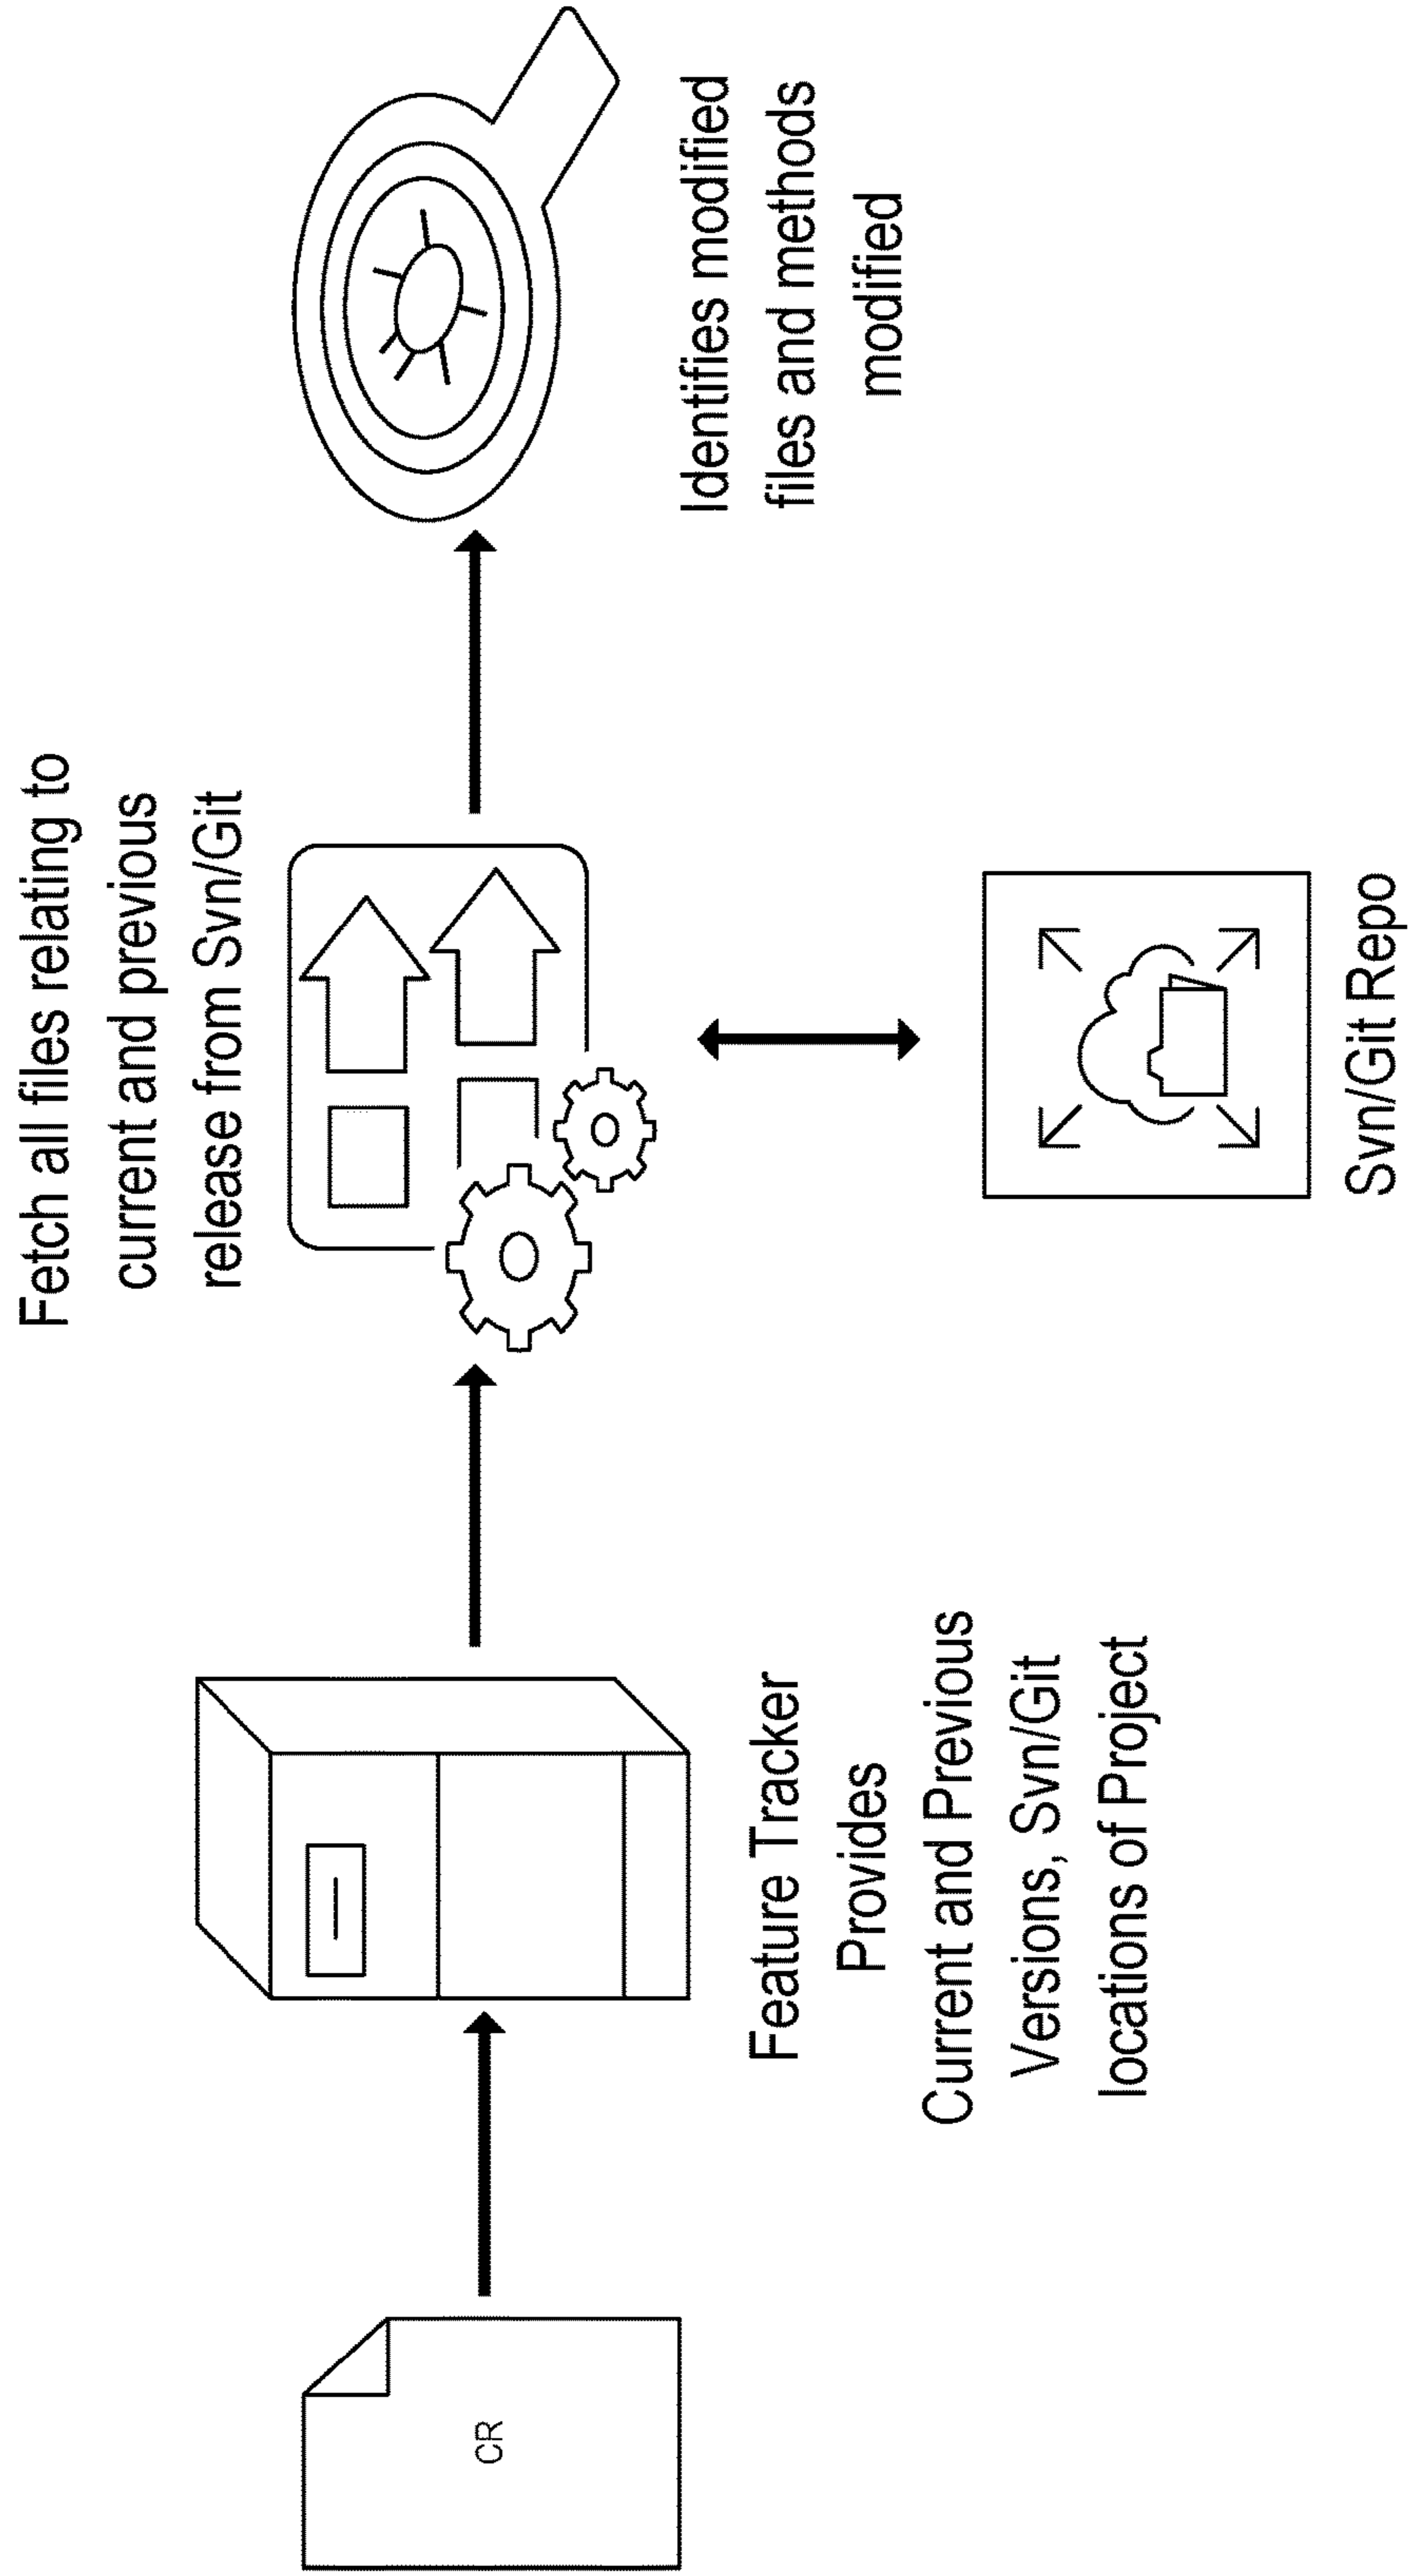 CR
Feature Tracker
Provides
Current and Previous
Versions, Svn/Git
locations of Project
Fetch all files relating to
current and previous
release from Svn/Git
Svn/Git Repo
Identifies modified
files and methods
modified